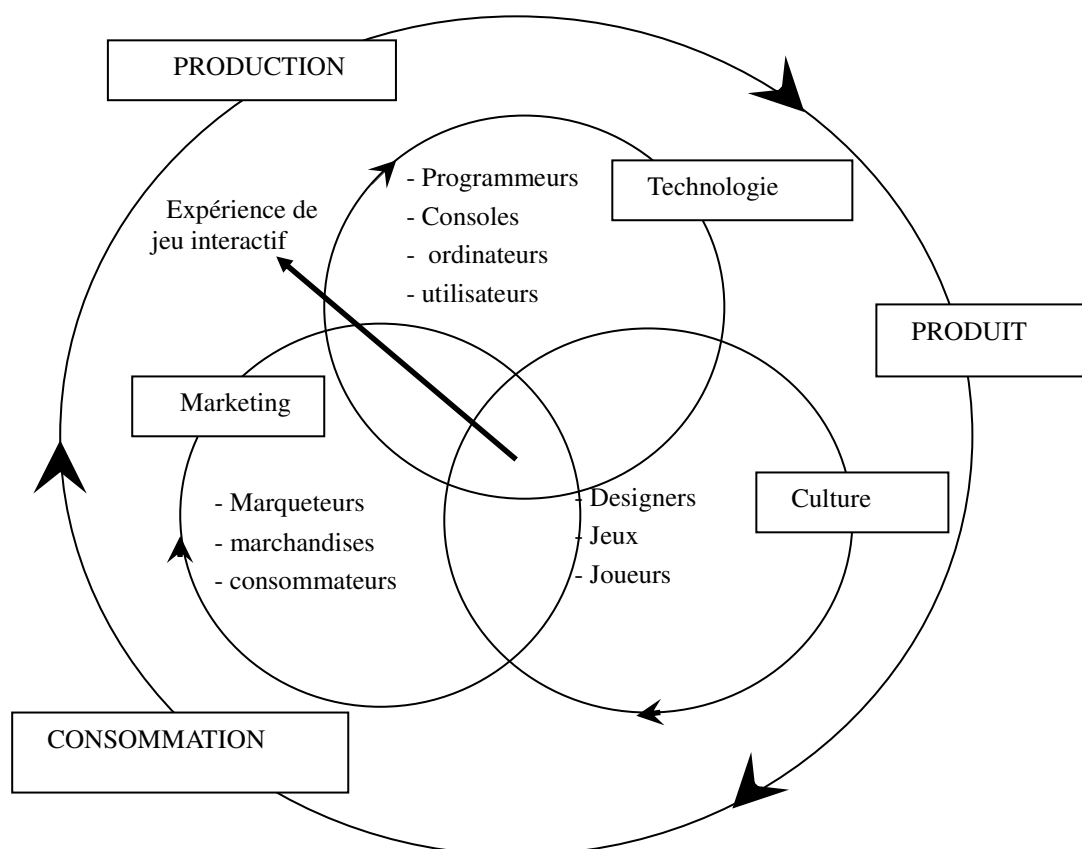 PRODUCTION
- Programmeurs
Technologie
- Consoles
- ordinateurs
- utilisateurs
Expérience de
jeu interactif
PRODUIT
Marketing
- Marqueteurs
- marchandises
- consommateurs
- Designers
- Jeux
- Joueurs
Culture
CONSOMMATION